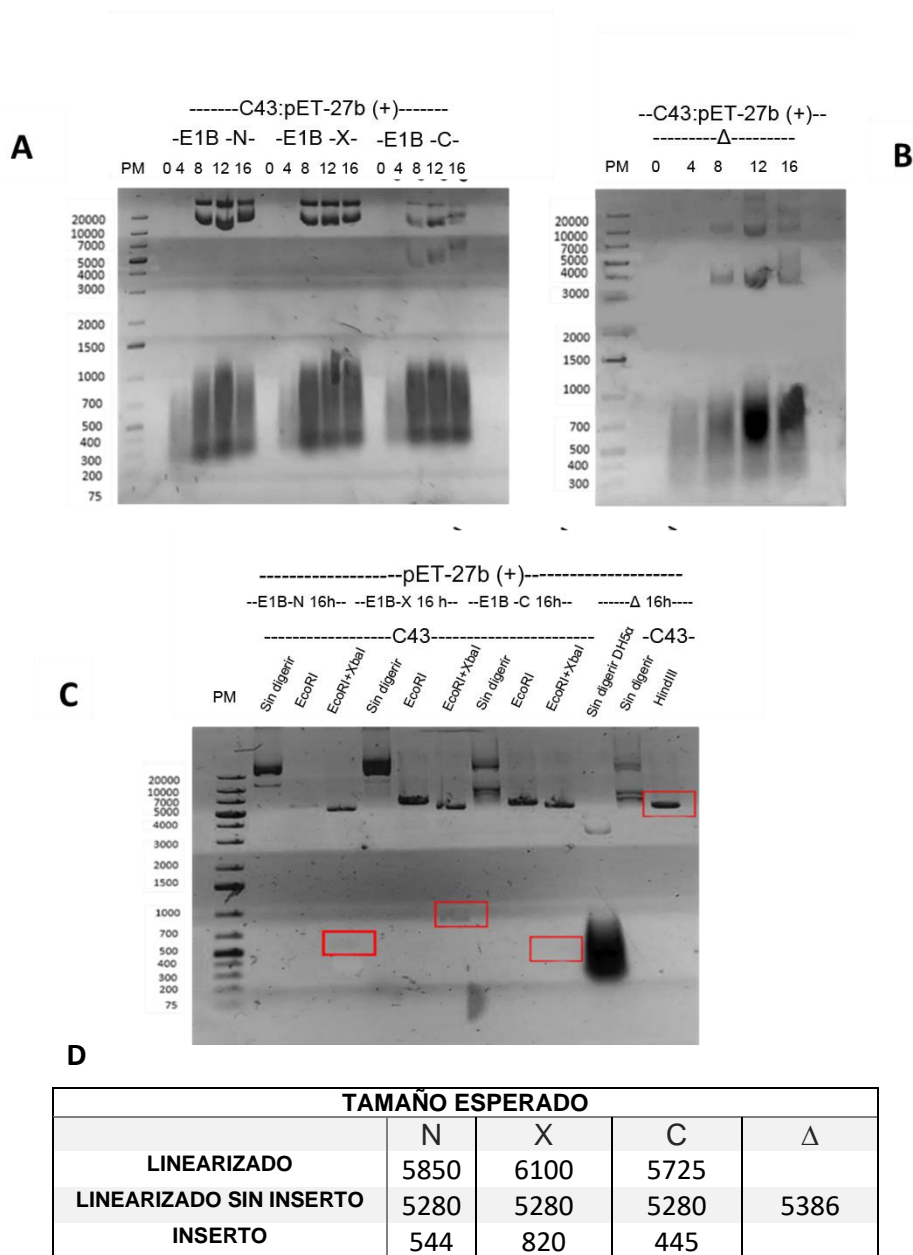 -------C43:pET-27b (+)-------
A
-E1B -N- -E1B -X- -E1B -C-
PM 0 4 8 12 16 0 4 8 12 16 0 4 8 12 16
20000
10000
7000
5000
4000
3000
2000
1500
1000
700
500
400
300
200
75
--C43:pET-27b (+)--
B
---------Δ---------
PM 0 4 8 12 16
20000
10000
7000
5000
4000
3000
2000
1500
1000
700
500
400
300
-------------------pET-27b (+)---------------------
--E1B-N 16h-- --E1B-X 16 h-- --E1B -C 16h-- ------Δ 16h----
-----------------C43--------------------------- -C43-
C
PM Sin digerir EcoRI EcoRI+XbaI Sin digerir EcoRI EcoRI+XbaI Sin digerir EcoRI EcoRI+XbaI Sin digerir DH5α Sin digerir HindIII
20000
10000
7000
5000
4000
3000
2000
1500
1000
700
500
400
300
200
75
D
TAMAÑO ESPERADO
N X C Δ
LINEARIZADO 5850 6100 5725
LINEARIZADO SIN INSERTO 5280 5280 5280 5386
INSERTO 544 820 445